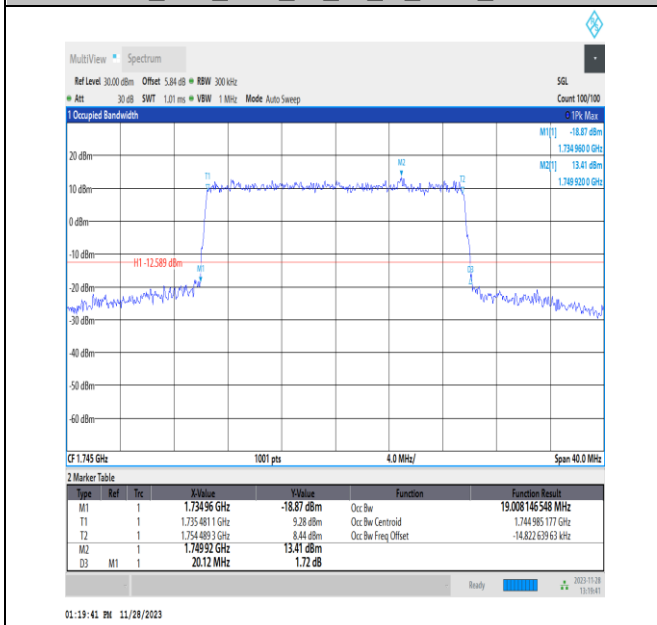 MultiView Spectrum
Ref Level 30.00 dBm Offset 5.84 dB RBW 300 kHz SGL
Att 30 dB SWT 1.01 ms VBW 1 MHz Mode Auto Sweep Count 100/100
1 Occupied Bandwidth 1Pk Max
M1[1] -18.87 dBm
1.734 960 0 GHz
M2[1] 13.41 dBm
1.749 920 0 GHz
20 dBm
M2
T1
T2
10 dBm
0 dBm
-10 dBm
H1 -12.589 dBm
M1
D3
-20 dBm
-30 dBm
-40 dBm
-50 dBm
-60 dBm
CF 1.745 GHz 1001 pts 4.0 MHz/ Span 40.0 MHz
2 Marker Table
Type Ref Trc X-Value Y-Value Function Function Result
M1 1 1.734 96 GHz -18.87 dBm Occ Bw 19.008 146 548 MHz
T1 1 1.735 481 1 GHz 9.28 dBm Occ Bw Centroid 1.744 985 177 GHz
T2 1 1.754 489 3 GHz 8.44 dBm Occ Bw Freq Offset -14.822 639 63 kHz
M2 1 1.749 92 GHz 13.41 dBm
D3 M1 1 20.12 MHz 1.72 dB
Ready 2023-11-28
13:19:41
01:19:41 PM 11/28/2023